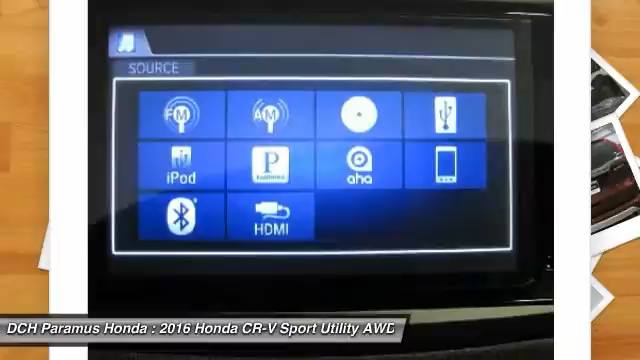 SOURCE
FM AM
iPod P aha
HDMI
DCH Paramus Honda : 2016 Honda CR-V Sport Utility AWD